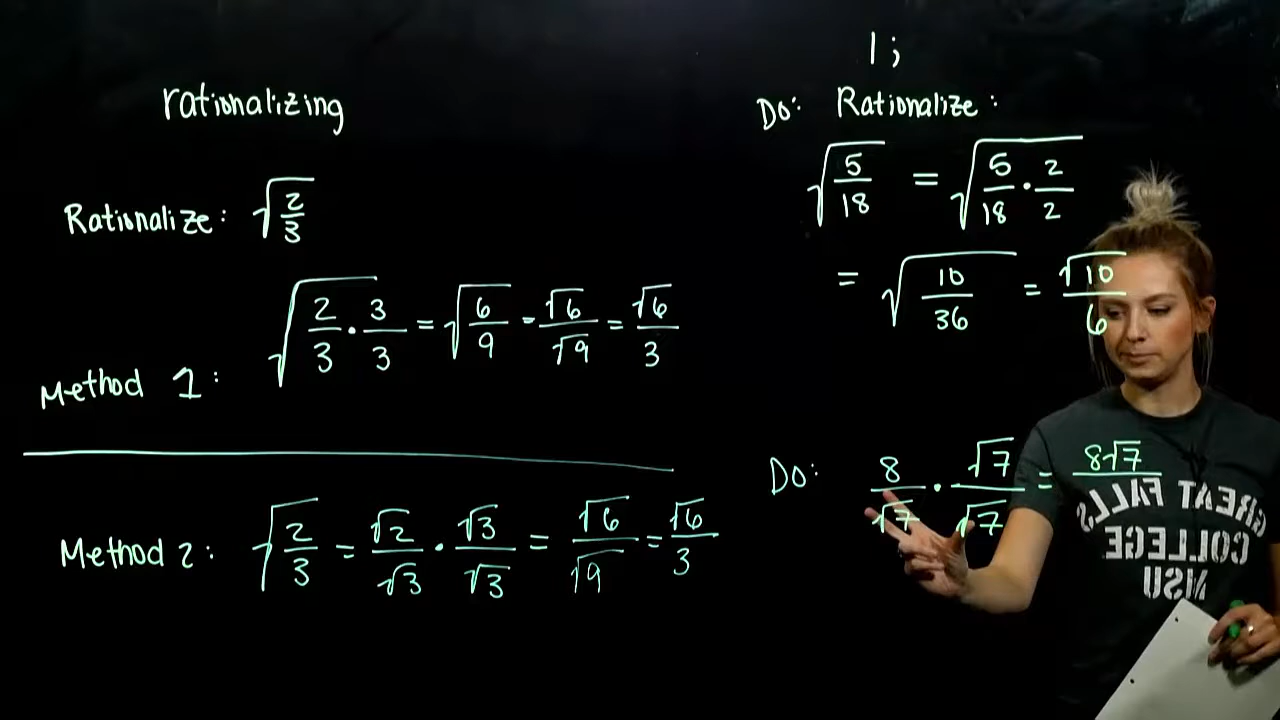 rationalizing
Rationalize: √(2/3)
Method 1: √(2/3 · 3/3) = √(6/9) = √6/√9 = √6/3
Method 2: √(2/3) = √2/√3 · √3/√3 = √6/√9 = √6/3
1;
Do: Rationalize:
√(5/18) = √(5/18 · 2/2)
= √(10/36) = √10/6
Do: 8/√7 · √7/√7 = 8√7
GREAT FALLS
COLLEGE
MSU